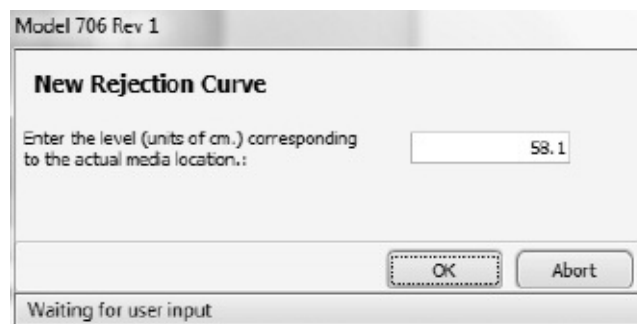 Model 706 Rev 1
New Rejection Curve
Enter the level (units of cm.) corresponding
to the actual media location.:
58.1
OK
Abort
Waiting for user input